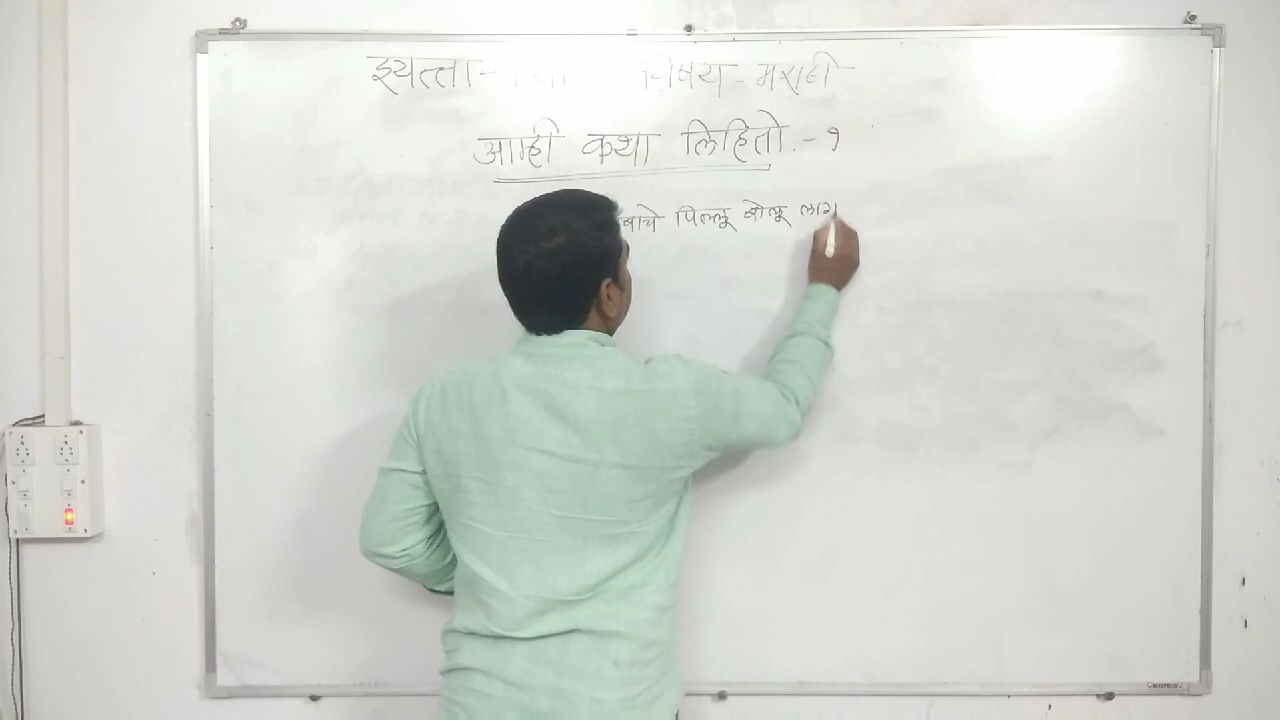 इयत्ता - विषय - मराठी
आम्ही कथा लिहितो. - १
पिल्लू बोलू